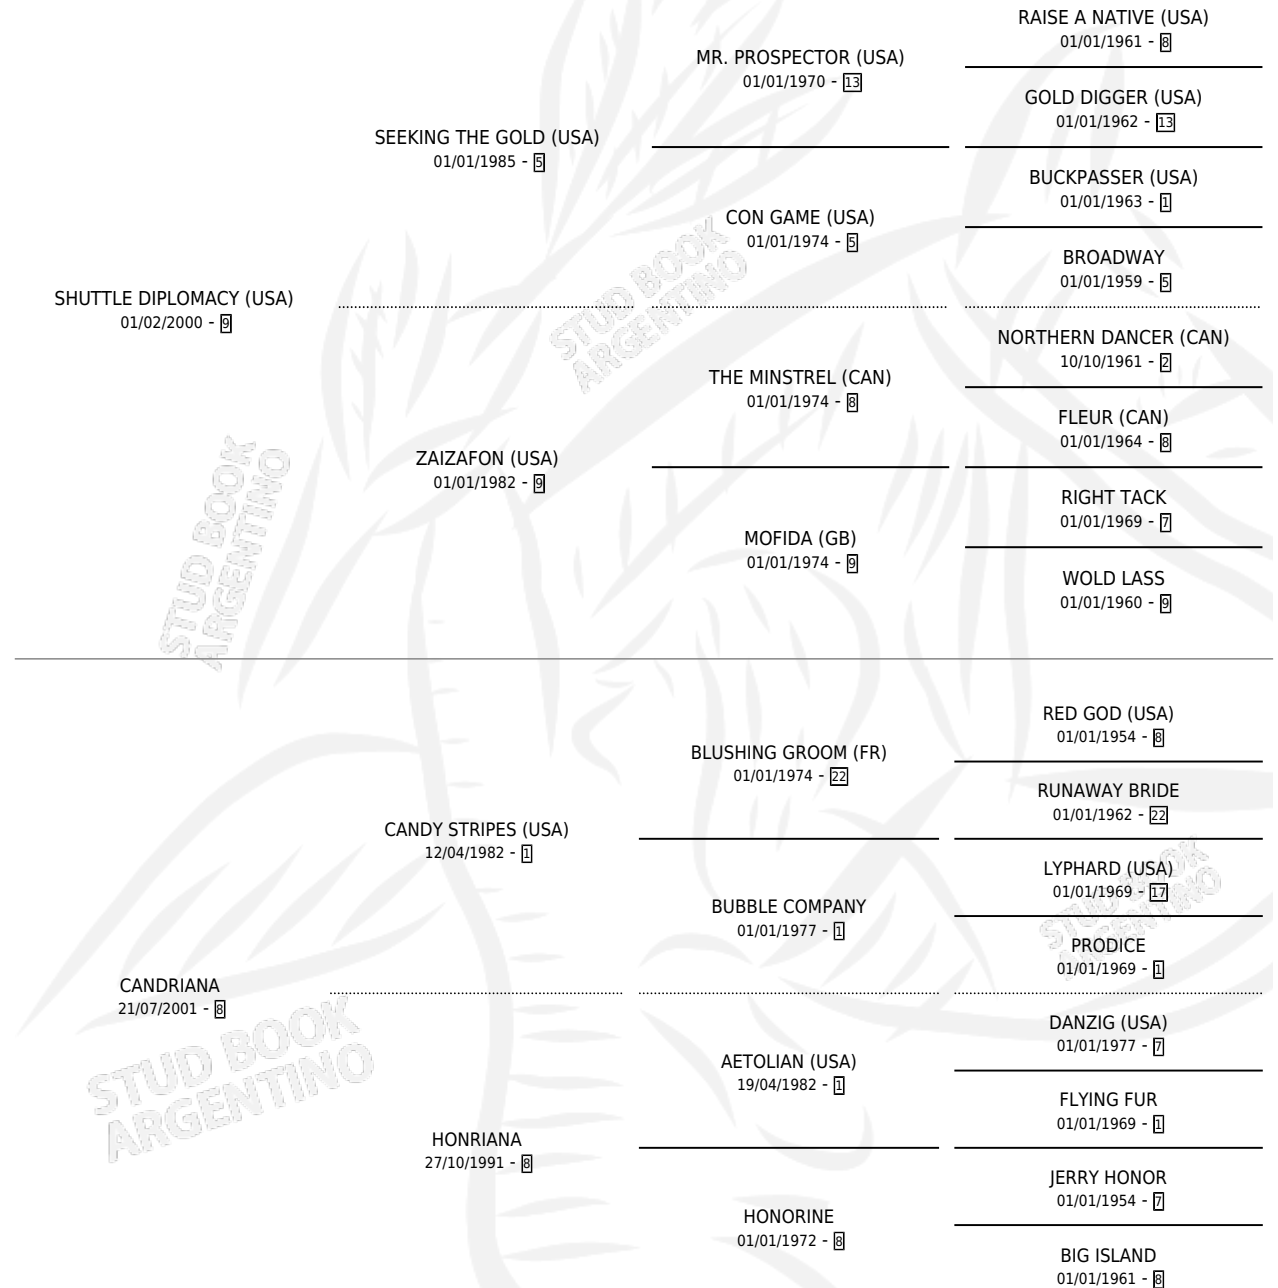 RAISE A NATIVE (USA)
01/01/1961 - 8
MR. PROSPECTOR (USA)
01/01/1970 - 13
GOLD DIGGER (USA)
01/01/1962 - 13
SEEKING THE GOLD (USA)
01/01/1985 - 5
BUCKPASSER (USA)
01/01/1963 - 1
CON GAME (USA)
01/01/1974 - 5
BROADWAY
01/01/1959 - 5
SHUTTLE DIPLOMACY (USA)
01/02/2000 - 9
NORTHERN DANCER (CAN)
10/10/1961 - 2
THE MINSTREL (CAN)
01/01/1974 - 8
FLEUR (CAN)
01/01/1964 - 8
ZAIZAFON (USA)
01/01/1982 - 9
RIGHT TACK
01/01/1969 - 7
MOFIDA (GB)
01/01/1974 - 9
WOLD LASS
01/01/1960 - 9
RED GOD (USA)
01/01/1954 - 8
BLUSHING GROOM (FR)
01/01/1974 - 22
RUNAWAY BRIDE
01/01/1962 - 22
CANDY STRIPES (USA)
12/04/1982 - 1
LYPHARD (USA)
01/01/1969 - 17
BUBBLE COMPANY
01/01/1977 - 1
PRODICE
01/01/1969 - 1
CANDRIANA
21/07/2001 - 8
DANZIG (USA)
01/01/1977 - 7
AETOLIAN (USA)
19/04/1982 - 1
FLYING FUR
01/01/1969 - 1
HONRIANA
27/10/1991 - 8
JERRY HONOR
01/01/1954 - 7
HONORINE
01/01/1972 - 8
BIG ISLAND
01/01/1961 - 8
STUD BOOK
ARGENTINO
STUD BOOK
ARGENTINO
STUD BOOK
ARGENTINO
STUD BOOK
ARGENTINO